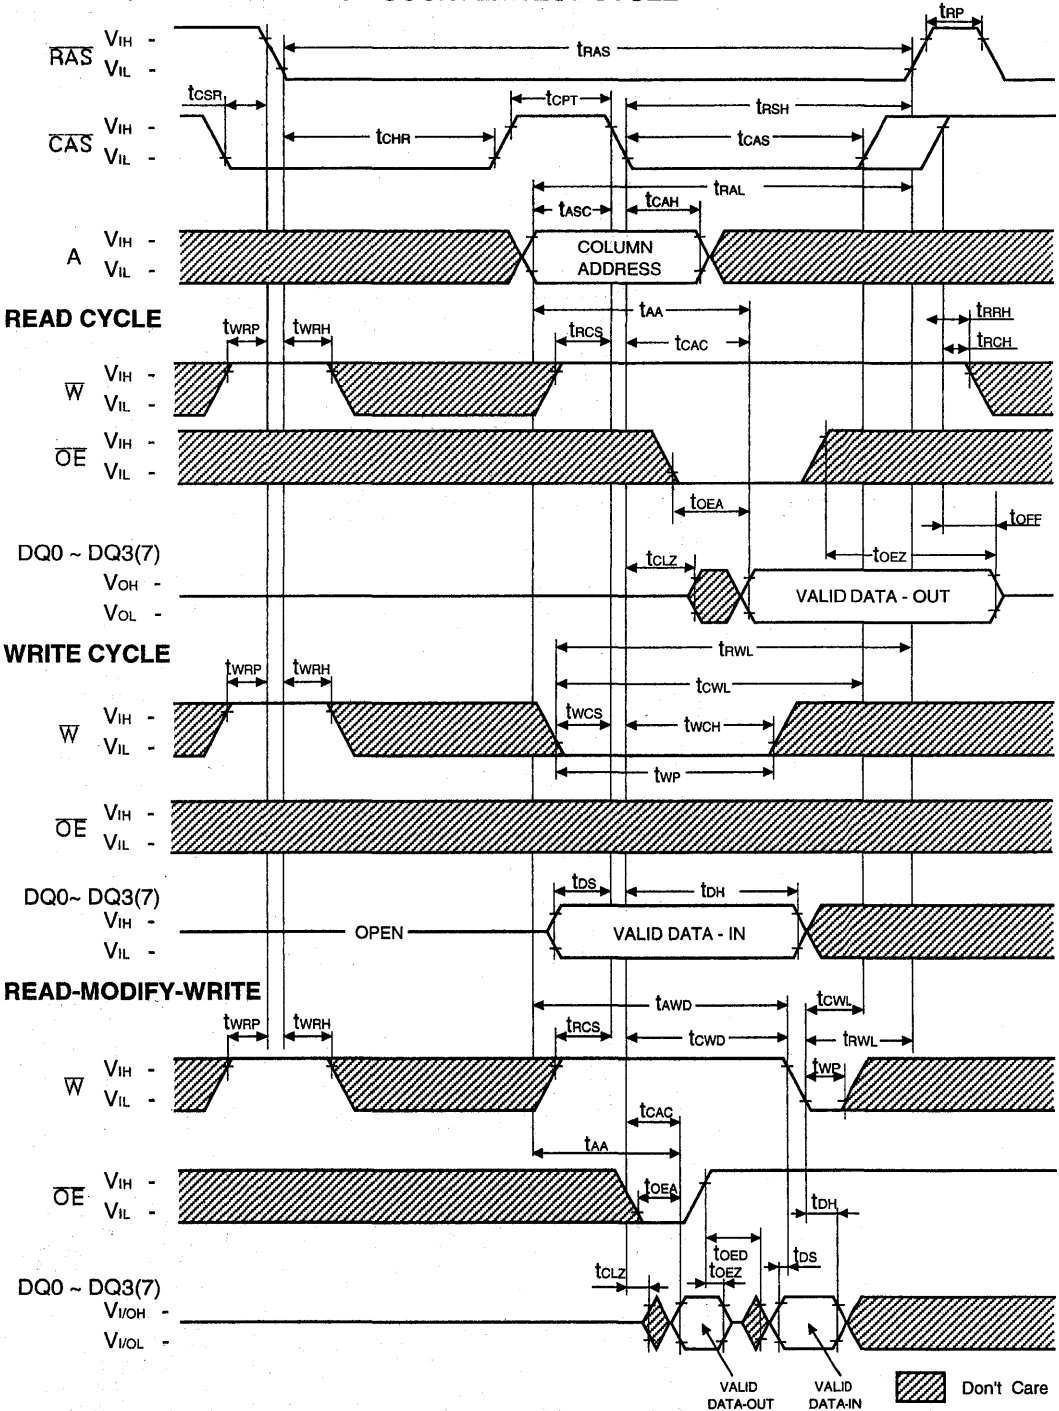 tRP
RAS
VIH -
VIL -
tRAS
tCSR
tCPT
tRSH
CAS
VIH -
VIL -
tCHR
tCAS
tRAL
tASC
tCAH
A
VIH -
VIL -
COLUMN
ADDRESS
READ CYCLE
tWRP
tWRH
tAA
tRCS
tCAC
tRRH
tRCH
W
VIH -
VIL -
OE
VIH -
VIL -
tOEA
tOFF
DQ0 ~ DQ3(7)
tCLZ
tOEZ
VOH -
VOL -
VALID DATA - OUT
WRITE CYCLE
tWRP
tWRH
tRWL
tCWL
W
VIH -
VIL -
tWCS
tWCH
tWP
OE
VIH -
VIL -
DQ0~ DQ3(7)
tDS
tDH
VIH -
VIL -
OPEN
VALID DATA - IN
READ-MODIFY-WRITE
tWRP
tWRH
tAWD
tRCS
tCWD
tCWL
tRWL
W
VIH -
VIL -
tWP
tCAC
tAA
OE
VIH -
VIL -
tOEA
tDH
tOED
tDS
DQ0 ~ DQ3(7)
tCLZ
tOEZ
VI/OH -
VI/OL -
VALID
DATA-OUT
VALID
DATA-IN
Don't Care